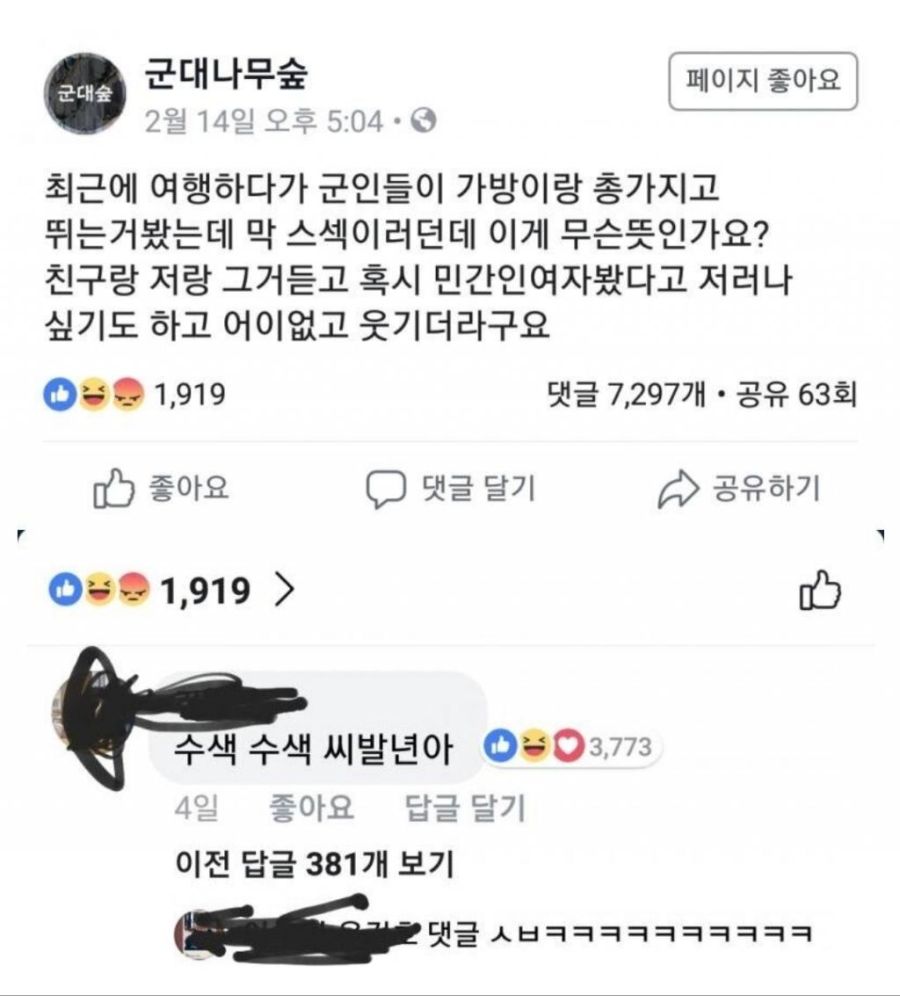 군대숲
군대나무숲
페이지 좋아요
2월 14일 오후 5:04 •
최근에 여행하다가 군인들이 가방이랑 총가지고
뛰는거봤는데 막 스섹이러던데 이게 무슨뜻인가요?
친구랑 저랑 그거듣고 혹시 민간인여자봤다고 저러나
싶기도 하고 어이없고 웃기더라구요
1,919
댓글 7,297개 • 공유 63회
좋아요 댓글 달기 공유하기
1,919
수색 수색 씨발년아
3,773
4일 좋아요 답글 달기
이전 답글 381개 보기
댓글 ㅅㅂㅋㅋㅋㅋㅋㅋㅋㅋㅋㅋ